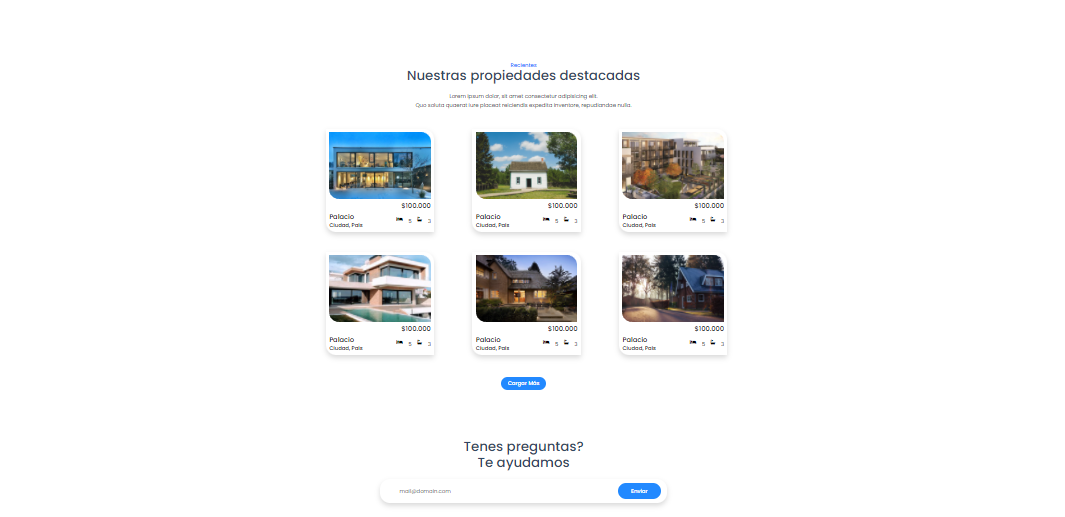 Recientes
Nuestras propiedades destacadas
Lorem ipsum dolor, sit amet consectetur adipisicing elit.
Quo soluta quaerat iure placeat reiciendis expedita inventore, repudiandae nulla.
$100.000 $100.000 $100.000
Palacio 5 3 Palacio 5 3 Palacio 5 3
Ciudad, Pais Ciudad, Pais Ciudad, Pais
$100.000 $100.000 $100.000
Palacio 5 3 Palacio 5 3 Palacio 5 3
Ciudad, Pais Ciudad, Pais Ciudad, Pais
Cargar Más
Tenes preguntas?
Te ayudamos
mail@domain.com Enviar